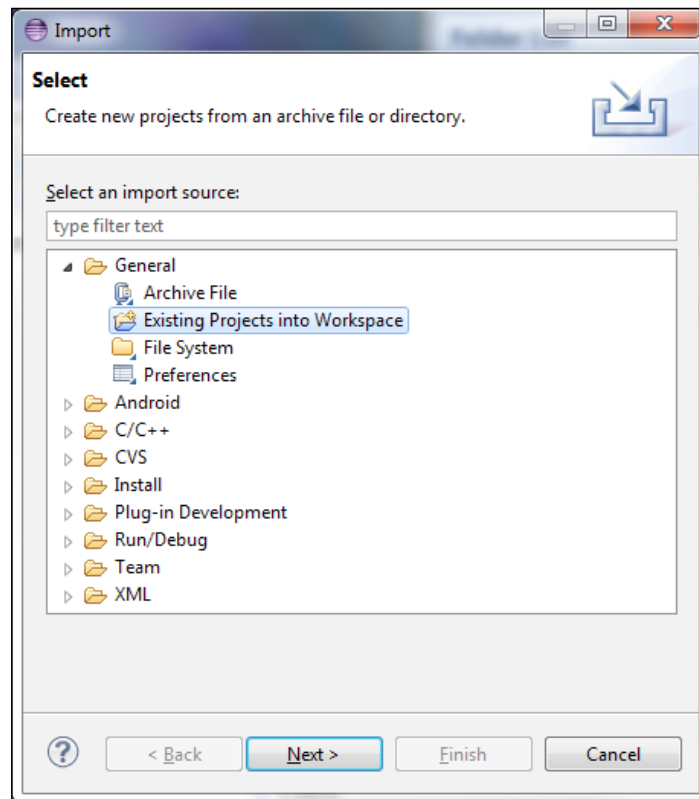 Import
Select
Create new projects from an archive file or directory.
Select an import source:
type filter text
General
Archive File
Existing Projects into Workspace
File System
Preferences
Android
C/C++
CVS
Install
Plug-in Development
Run/Debug
Team
XML
? < Back Next > Finish Cancel